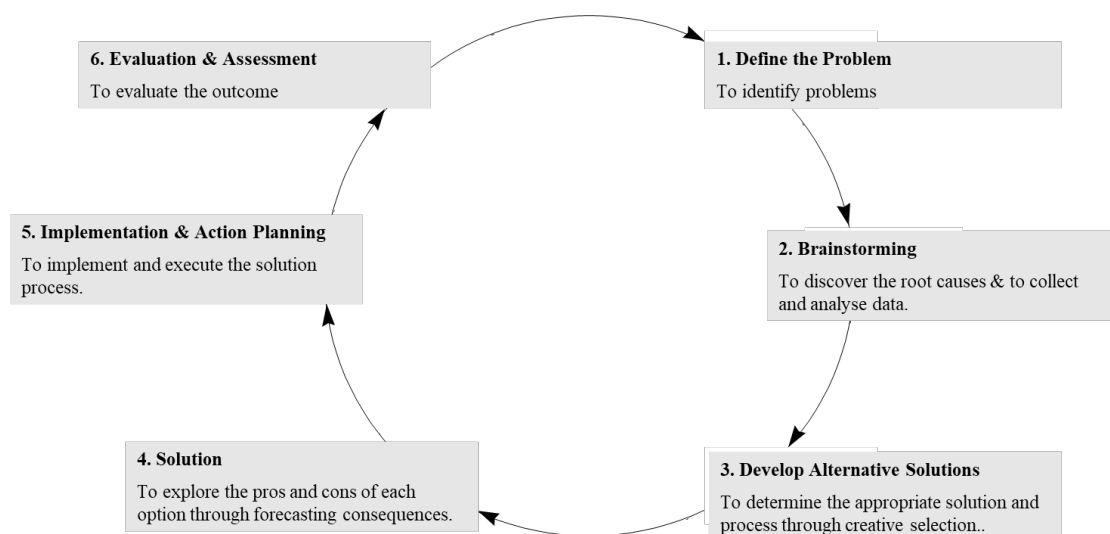 1. Define the Problem
To identify problems
2. Brainstorming
To discover the root causes & to collect
and analyse data.
3. Develop Alternative Solutions
To determine the appropriate solution and
process through creative selection..
4. Solution
To explore the pros and cons of each
option through forecasting consequences.
5. Implementation & Action Planning
To implement and execute the solution
process.
6. Evaluation & Assessment
To evaluate the outcome